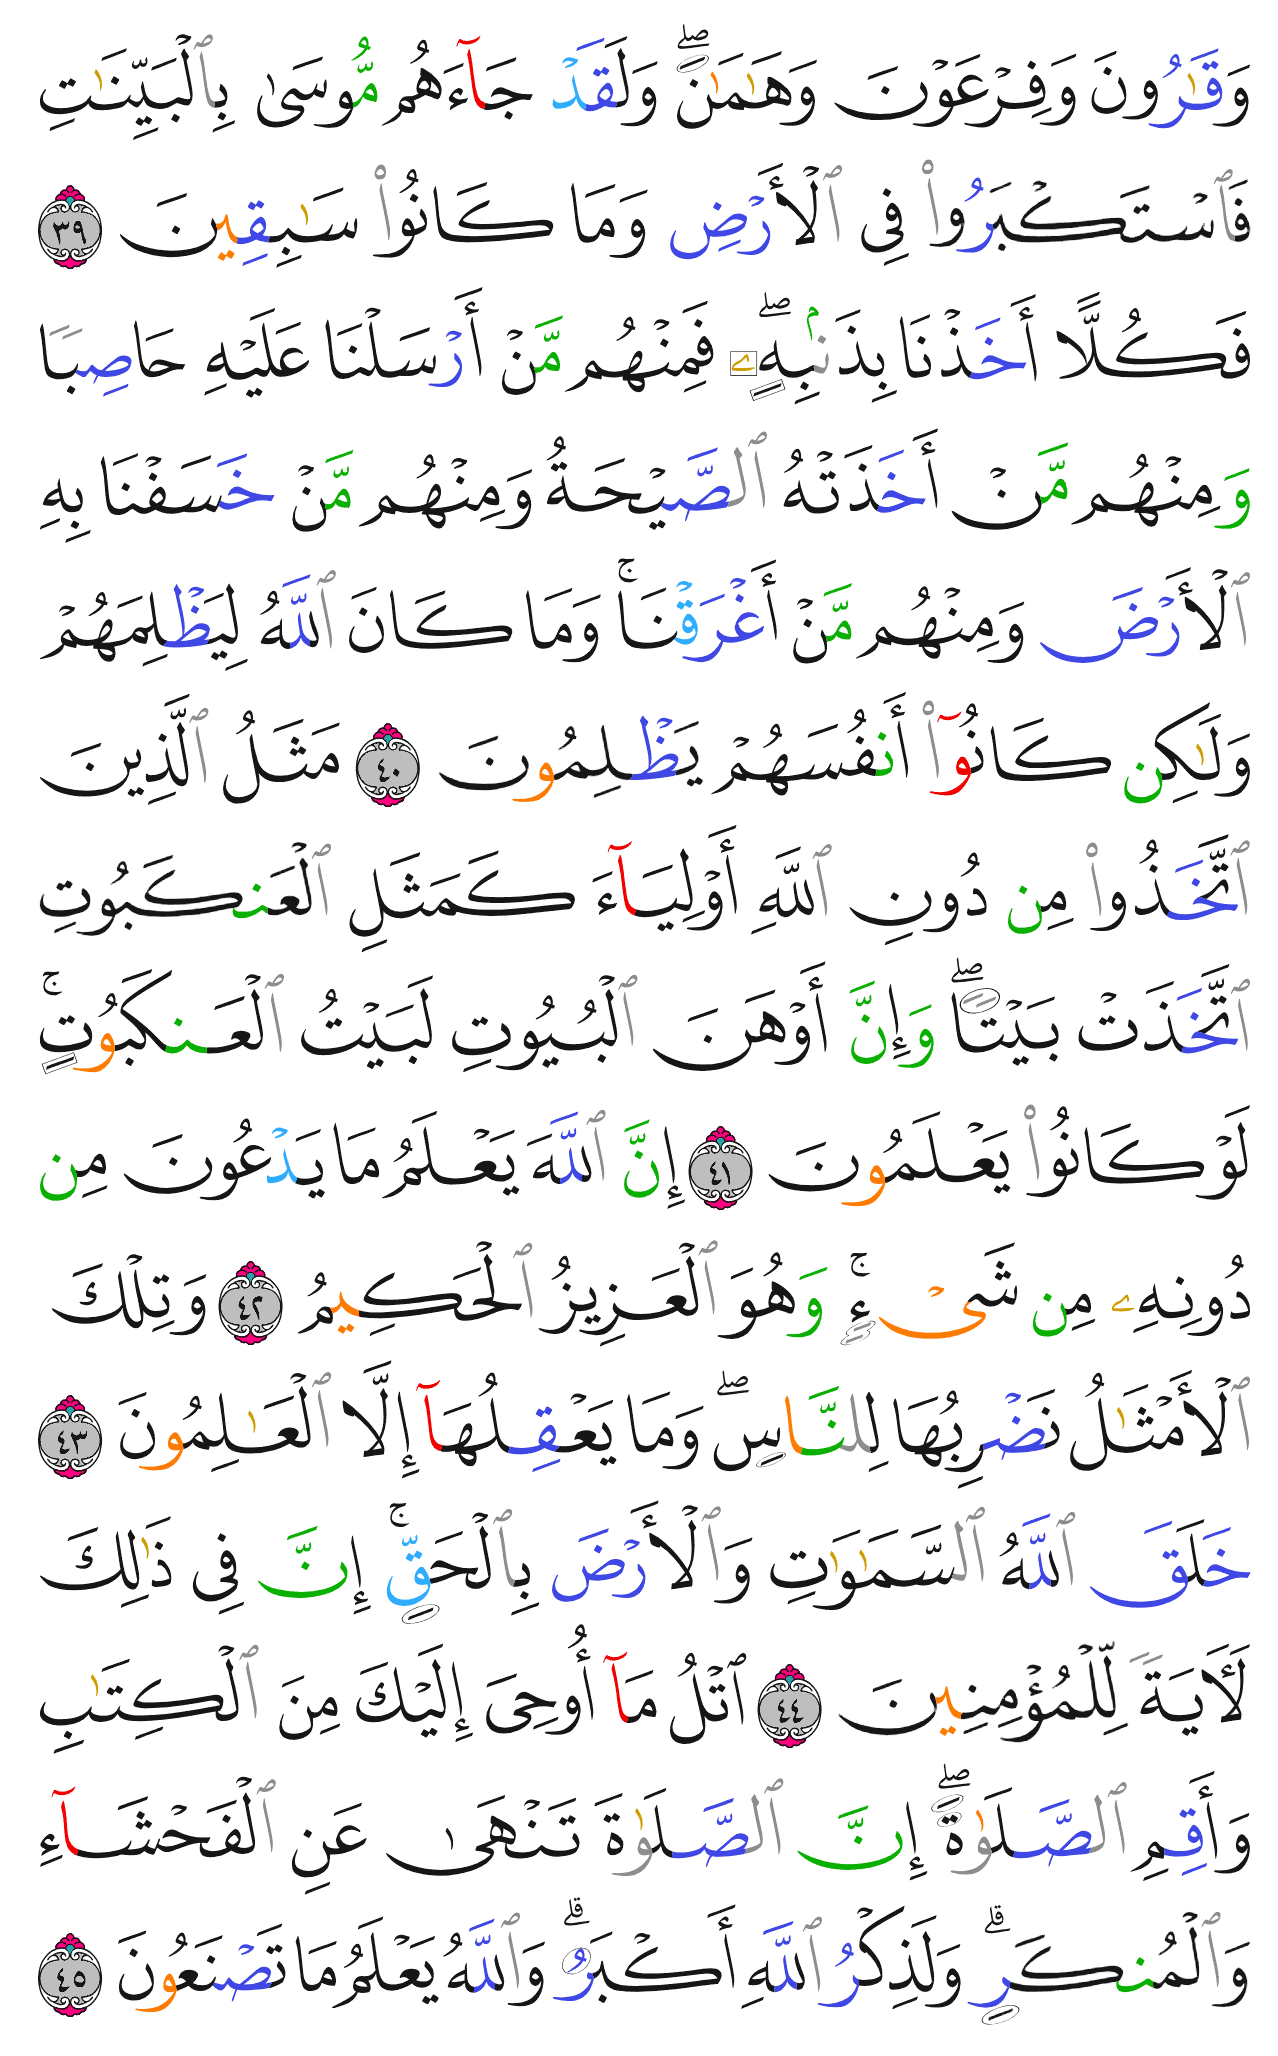 وَقَٰرُونَ وَفِرْعَوْنَ وَهَٰمَٰنَ ۖ وَلَقَدْ جَآءَهُم مُّوسَىٰ بِٱلْبَيِّنَٰتِ
فَٱسْتَكْبَرُوا۟ فِى ٱلْأَرْضِ وَمَا كَانُوا۟ سَٰبِقِينَ ٣٩
فَكُلًّا أَخَذْنَا بِذَنۢبِهِۦ ۖ فَمِنْهُم مَّنْ أَرْسَلْنَا عَلَيْهِ حَاصِبًا
وَمِنْهُم مَّنْ أَخَذَتْهُ ٱلصَّيْحَةُ وَمِنْهُم مَّنْ خَسَفْنَا بِهِ
ٱلْأَرْضَ وَمِنْهُم مَّنْ أَغْرَقْنَا ۚ وَمَا كَانَ ٱللَّهُ لِيَظْلِمَهُمْ
وَلَٰكِن كَانُوٓا۟ أَنفُسَهُمْ يَظْلِمُونَ ٤٠ مَثَلُ ٱلَّذِينَ
ٱتَّخَذُوا۟ مِن دُونِ ٱللَّهِ أَوْلِيَآءَ كَمَثَلِ ٱلْعَنكَبُوتِ
ٱتَّخَذَتْ بَيْتًا ۖ وَإِنَّ أَوْهَنَ ٱلْبُيُوتِ لَبَيْتُ ٱلْعَنكَبُوتِ ۚ
لَوْ كَانُوا۟ يَعْلَمُونَ ٤١ إِنَّ ٱللَّهَ يَعْلَمُ مَا يَدْعُونَ مِن
دُونِهِۦ مِن شَىْءٍ ۚ وَهُوَ ٱلْعَزِيزُ ٱلْحَكِيمُ ٤٢ وَتِلْكَ
ٱلْأَمْثَٰلُ نَضْرِبُهَا لِلنَّاسِ ۖ وَمَا يَعْقِلُهَآ إِلَّا ٱلْعَٰلِمُونَ ٤٣
خَلَقَ ٱللَّهُ ٱلسَّمَٰوَٰتِ وَٱلْأَرْضَ بِٱلْحَقِّ ۚ إِنَّ فِى ذَٰلِكَ
لَـَٔايَةً لِّلْمُؤْمِنِينَ ٤٤ ٱتْلُ مَآ أُوحِىَ إِلَيْكَ مِنَ ٱلْكِتَٰبِ
وَأَقِمِ ٱلصَّلَوٰةَ ۖ إِنَّ ٱلصَّلَوٰةَ تَنْهَىٰ عَنِ ٱلْفَحْشَآءِ
وَٱلْمُنكَرِ ۗ وَلَذِكْرُ ٱللَّهِ أَكْبَرُ ۗ وَٱللَّهُ يَعْلَمُ مَا تَصْنَعُونَ ٤٥